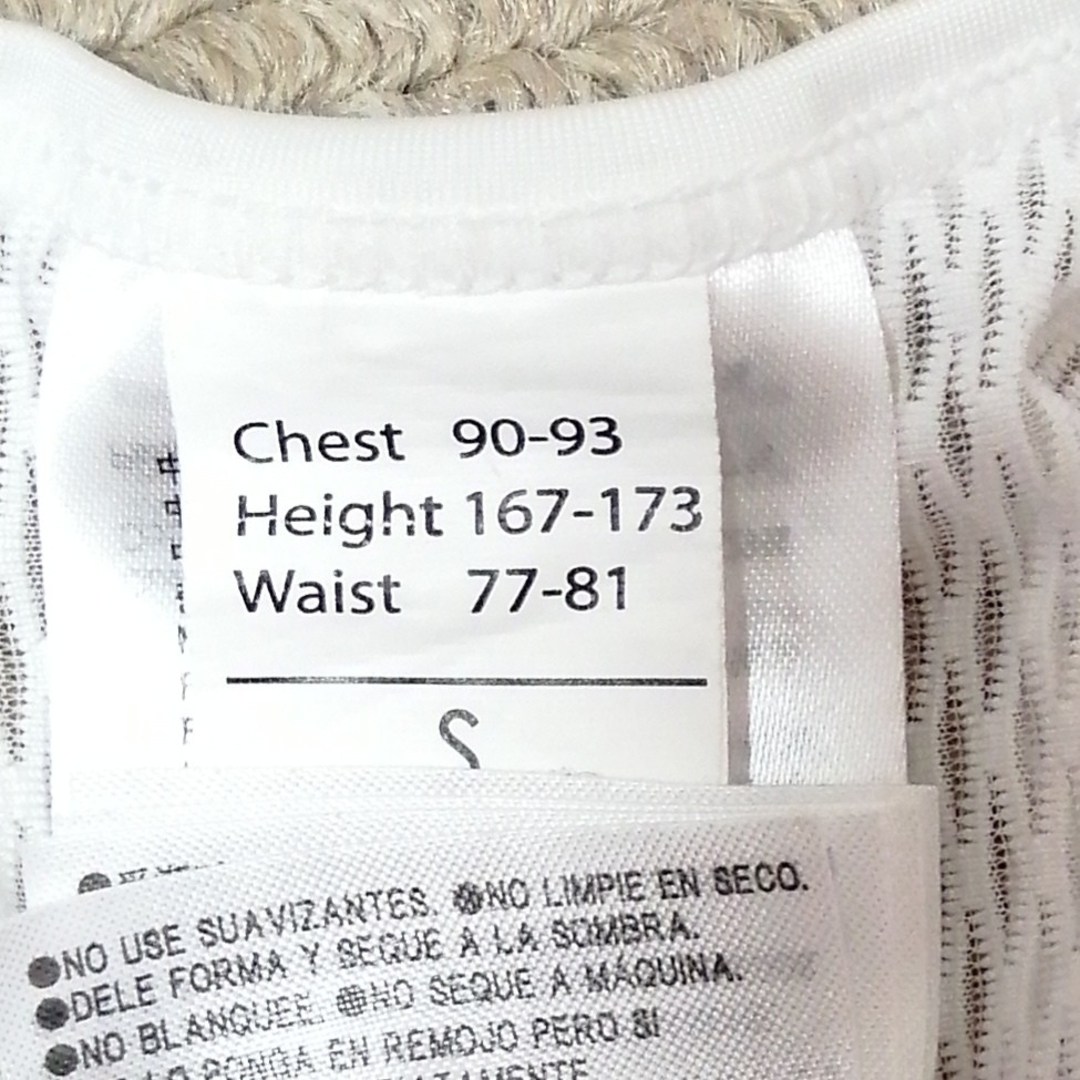 Chest 90-93
Height 167-173
Waist 77-81
S
●NO USE SUAVIZANTES. ●NO LIMPIE EN SECO.
●DELE FORMA Y SEQUE A LA SOMBRA.
●NO BLANQUEE. ●NO SEQUE A MÁQUINA.
PONGA EN REMOJO PERO SI